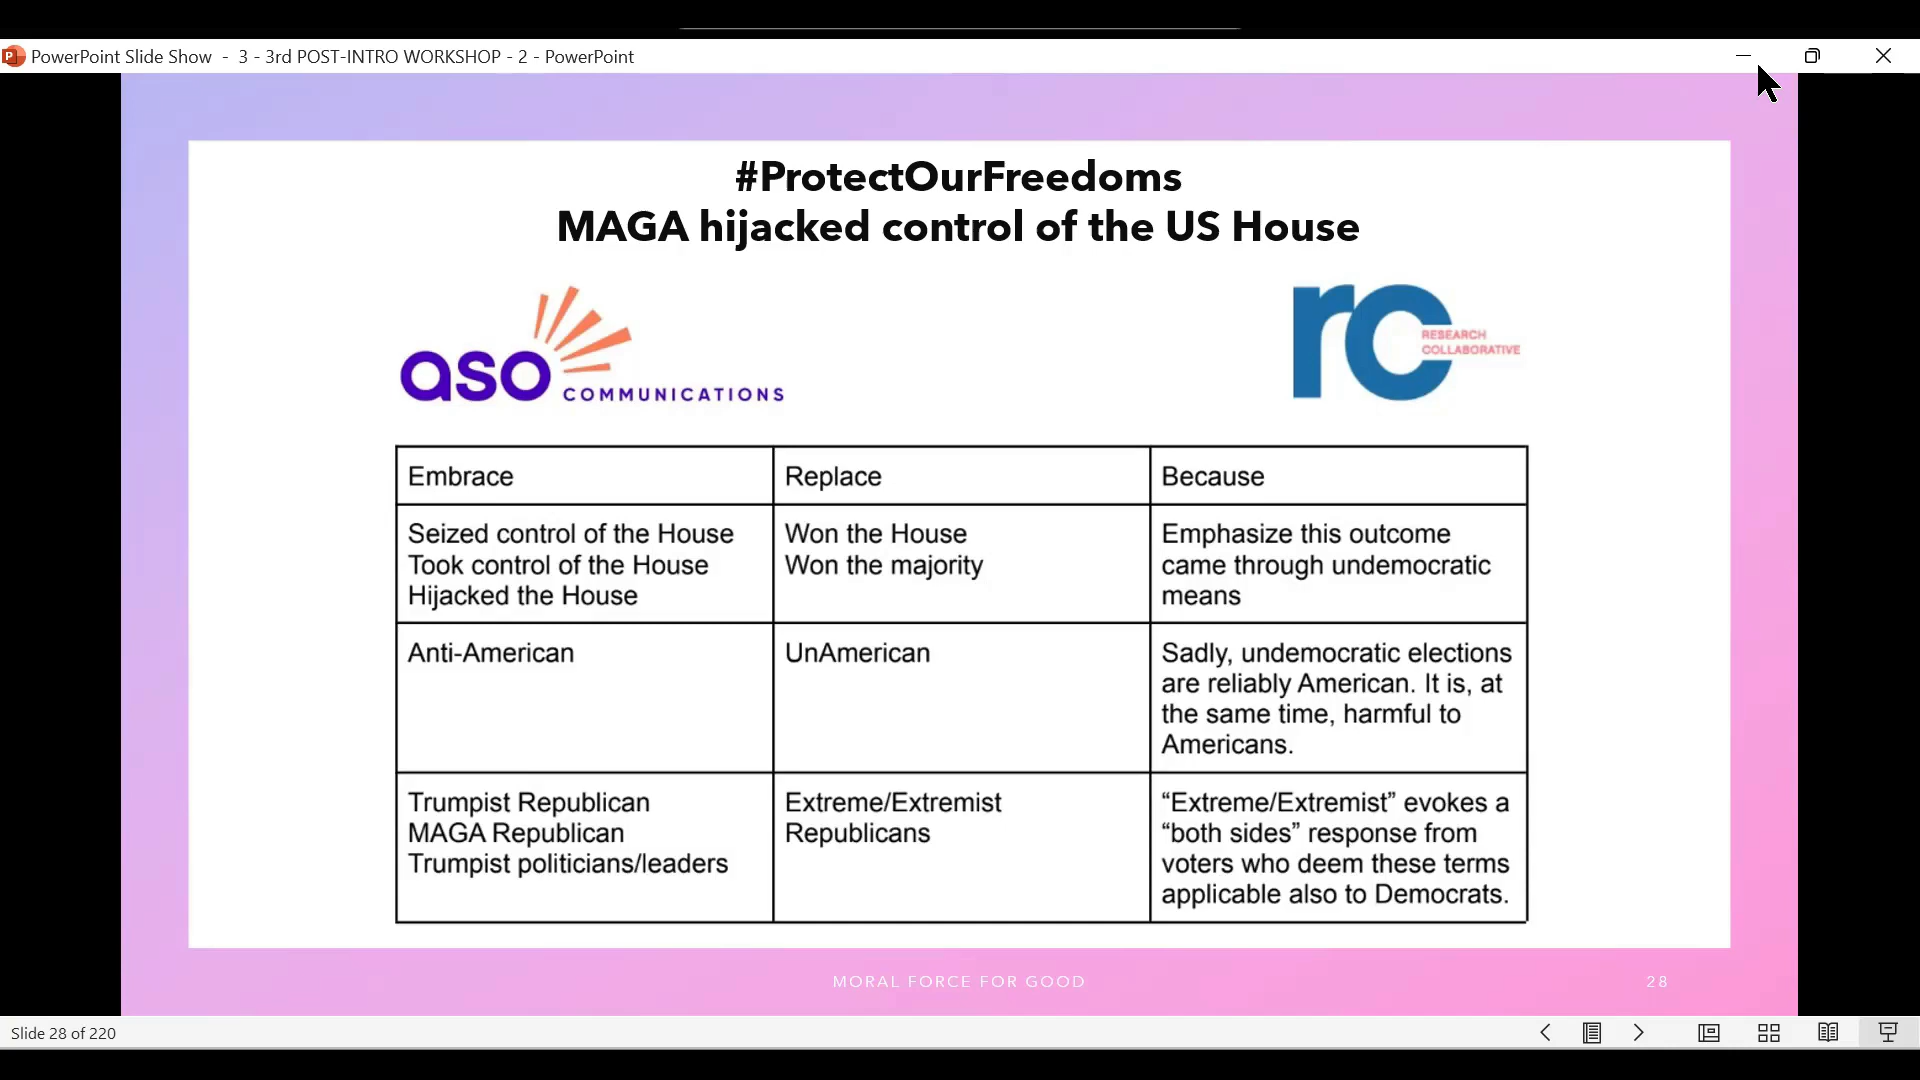 PowerPoint Slide Show - 3 - 3rd POST-INTRO WORKSHOP - 2 - PowerPoint
#ProtectOurFreedoms
MAGA hijacked control of the US House
aso COMMUNICATIONS
rc RESEARCH
COLLABORATIVE
Embrace
Replace
Because
Seized control of the House
Took control of the House
Hijacked the House
Won the House
Won the majority
Emphasize this outcome
came through undemocratic
means
Anti-American
UnAmerican
Sadly, undemocratic elections
are reliably American. It is, at
the same time, harmful to
Americans.
Trumpist Republican
MAGA Republican
Trumpist politicians/leaders
Extreme/Extremist
Republicans
“Extreme/Extremist” evokes a
“both sides” response from
voters who deem these terms
applicable also to Democrats.
MORAL FORCE FOR GOOD
28
Slide 28 of 220